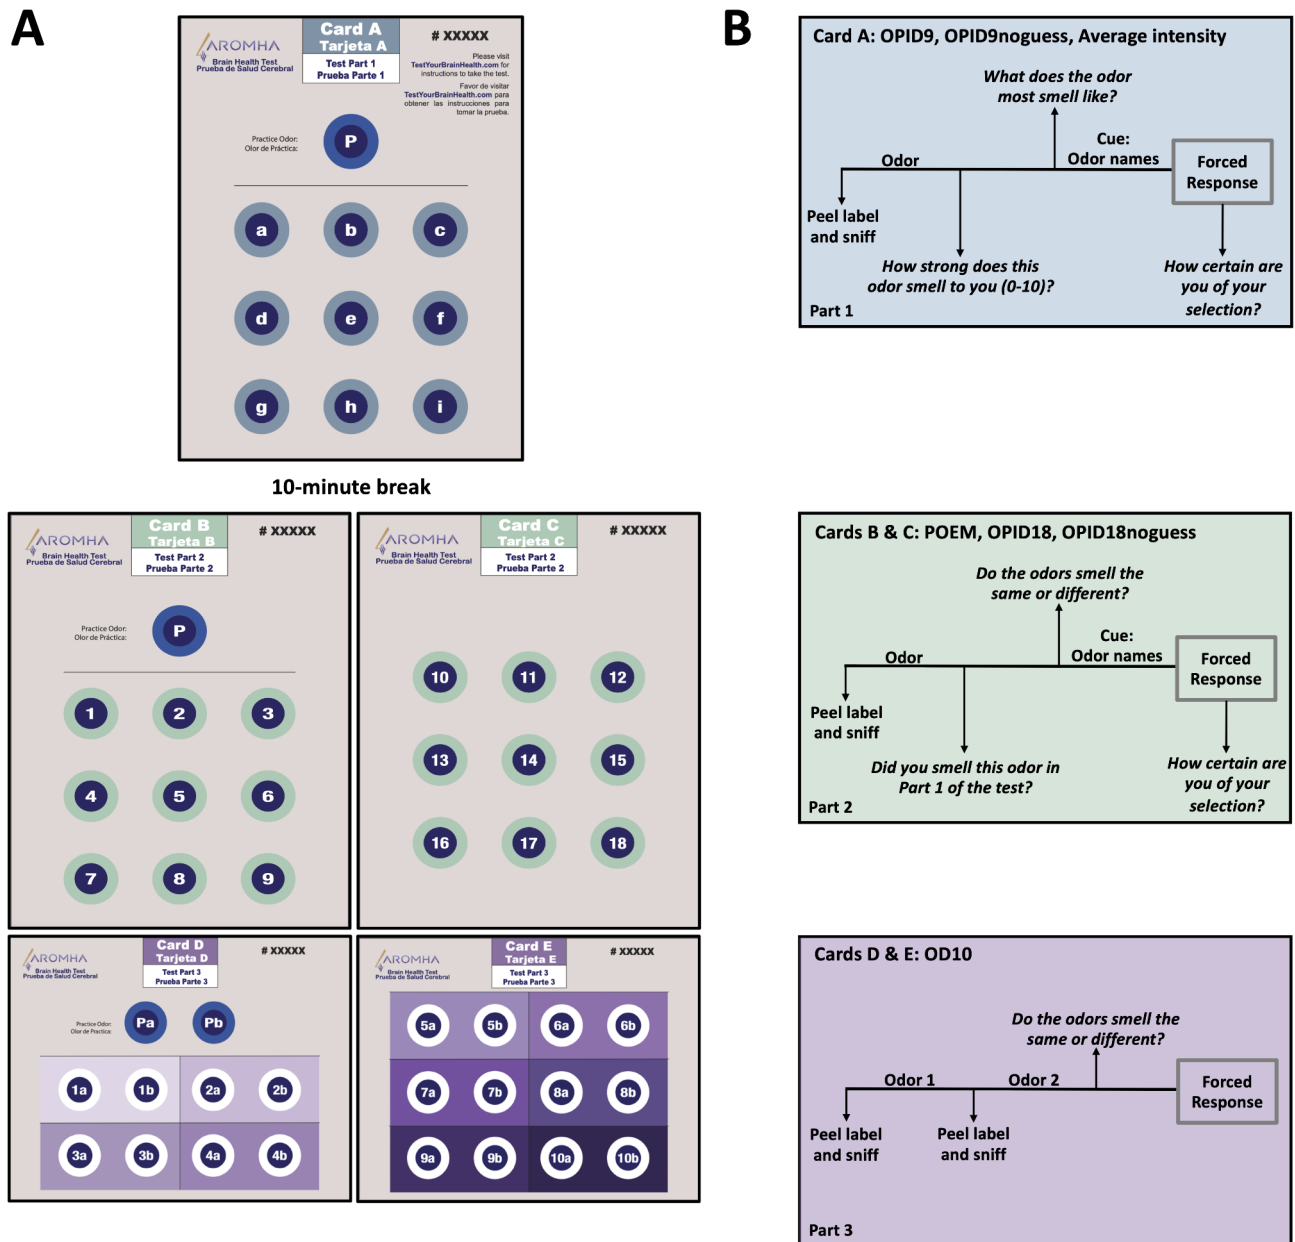 A
AROMHA
Brain Health Test
Prueba de Salud Cerebral
Card A
Tarjeta A
Test Part 1
Prueba Parte 1
# XXXXX
Please visit
TestYourBrainHealth.com for
instructions to take the test.
Favor de visitar
TestYourBrainHealth.com para
obtener las instrucciones para
tomar la prueba.
Practice Odor:
Olor de Práctica:
P
a b c
d e f
g h i
10-minute break
AROMHA
Brain Health Test
Prueba de Salud Cerebral
Card B
Tarjeta B
Test Part 2
Prueba Parte 2
# XXXXX
Practice Odor:
Olor de Práctica:
P
1 2 3
4 5 6
7 8 9
AROMHA
Brain Health Test
Prueba de Salud Cerebral
Card C
Tarjeta C
Test Part 2
Prueba Parte 2
# XXXXX
10 11 12
13 14 15
16 17 18
AROMHA
Brain Health Test
Prueba de Salud Cerebral
Card D
Tarjeta D
Test Part 3
Prueba Parte 3
# XXXXX
Practice Odor:
Olor de Practica:
Pa Pb
1a 1b 2a 2b
3a 3b 4a 4b
AROMHA
Brain Health Test
Prueba de Salud Cerebral
Card E
Tarjeta E
Test Part 3
Prueba Parte 3
# XXXXX
5a 5b 6a 6b
7a 7b 8a 8b
9a 9b 10a 10b
B
Card A: OPID9, OPID9noguess, Average intensity
What does the odor
most smell like?
Odor
Cue:
Odor names
Forced
Response
Peel label
and sniff
How strong does this
odor smell to you (0-10)?
How certain are
you of your
selection?
Part 1
Cards B & C: POEM, OPID18, OPID18noguess
Do the odors smell the
same or different?
Odor
Cue:
Odor names
Forced
Response
Peel label
and sniff
Did you smell this odor in
Part 1 of the test?
How certain are
you of your
selection?
Part 2
Cards D & E: OD10
Do the odors smell the
same or different?
Odor 1
Odor 2
Forced
Response
Peel label
and sniff
Peel label
and sniff
Part 3